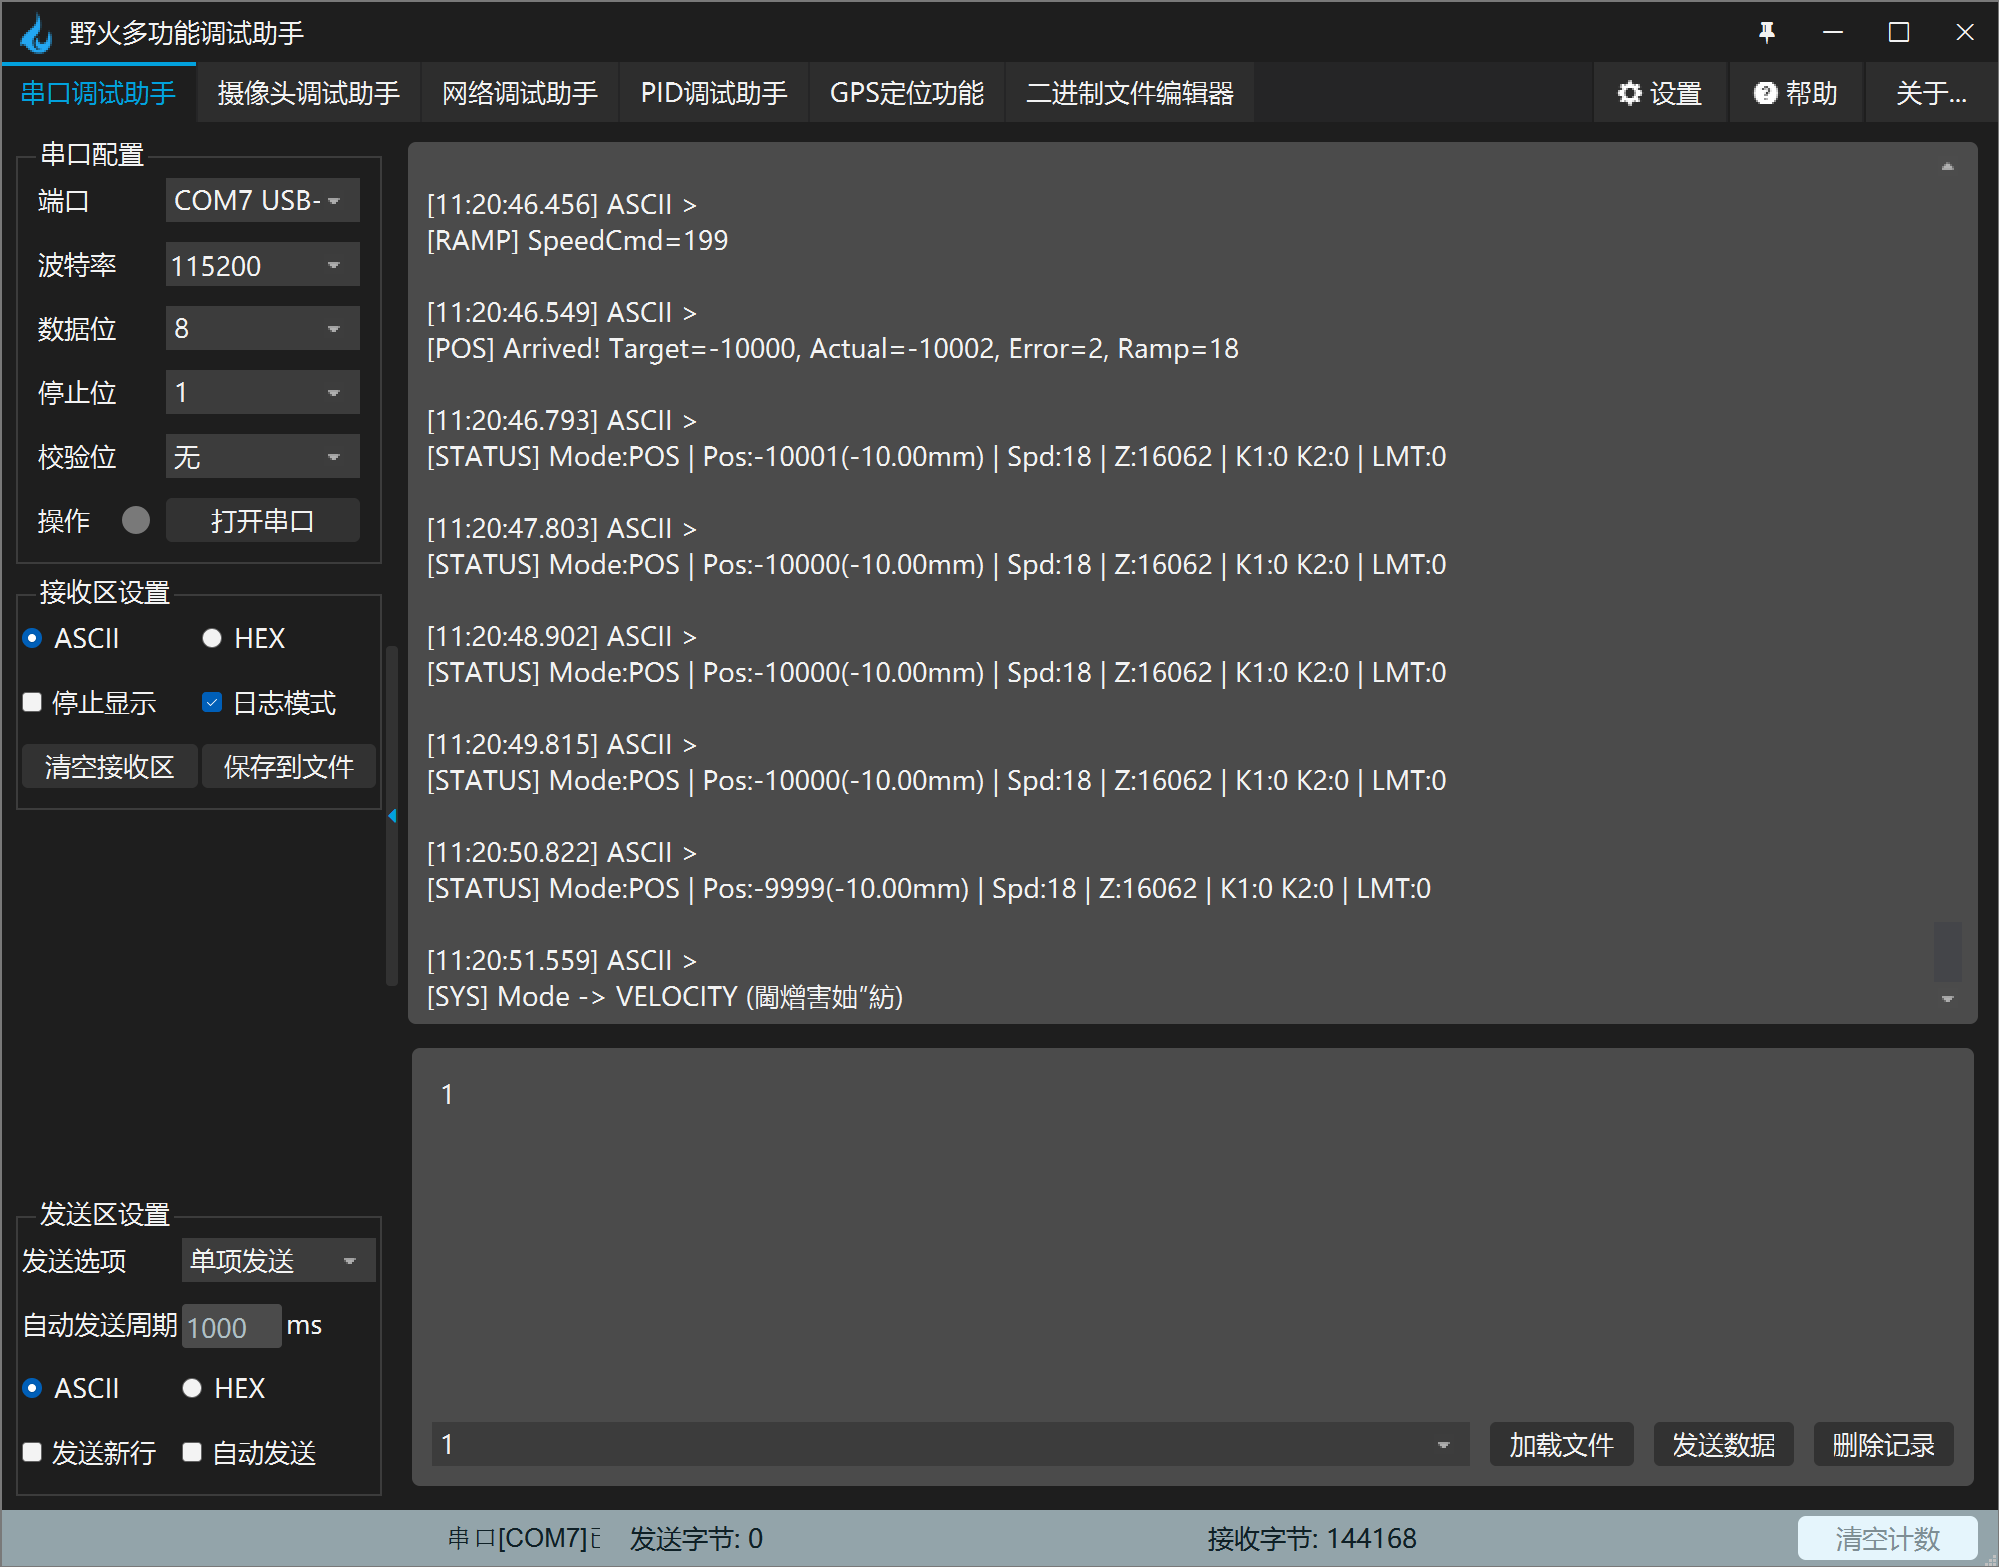 野火多功能调试助手
串口调试助手 摄像头调试助手 网络调试助手 PID调试助手 GPS定位功能 二进制文件编辑器 设置 帮助 关于...
串口配置
端口 COM7 USB-
波特率 115200
数据位 8
停止位 1
校验位 无
操作 打开串口
接收区设置
ASCII HEX
停止显示 日志模式
清空接收区 保存到文件
[11:20:46.456] ASCII >
[RAMP] SpeedCmd=199
[11:20:46.549] ASCII >
[POS] Arrived! Target=-10000, Actual=-10002, Error=2, Ramp=18
[11:20:46.793] ASCII >
[STATUS] Mode:POS | Pos:-10001(-10.00mm) | Spd:18 | Z:16062 | K1:0 K2:0 | LMT:0
[11:20:47.803] ASCII >
[STATUS] Mode:POS | Pos:-10000(-10.00mm) | Spd:18 | Z:16062 | K1:0 K2:0 | LMT:0
[11:20:48.902] ASCII >
[STATUS] Mode:POS | Pos:-10000(-10.00mm) | Spd:18 | Z:16062 | K1:0 K2:0 | LMT:0
[11:20:49.815] ASCII >
[STATUS] Mode:POS | Pos:-10000(-10.00mm) | Spd:18 | Z:16062 | K1:0 K2:0 | LMT:0
[11:20:50.822] ASCII >
[STATUS] Mode:POS | Pos:-9999(-10.00mm) | Spd:18 | Z:16062 | K1:0 K2:0 | LMT:0
[11:20:51.559] ASCII >
[SYS] Mode -> VELOCITY (閫熷害妯″紡)
1
发送区设置
发送选项 单项发送
自动发送周期 1000 ms
ASCII HEX
发送新行 自动发送
1 加载文件 发送数据 删除记录
串口[COM7] 发送字节: 0 接收字节: 144168 清空计数